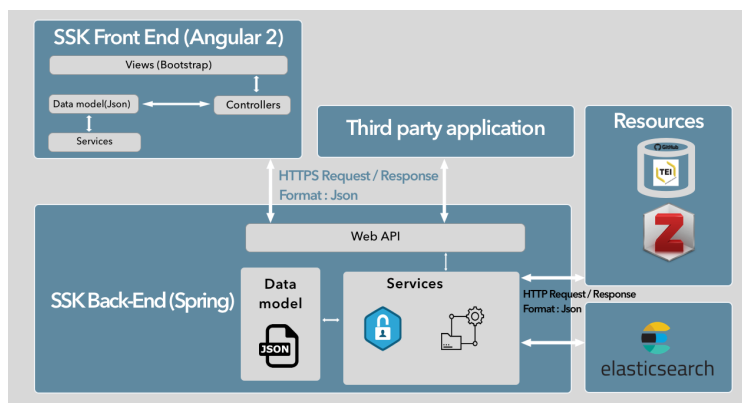 SSK Front End (Angular 2)
Views (Bootstrap)
Data model(Json)
Controllers
Services
Third party application
Resources
GitHub
TEI
Z
HTTPS Request / Response
Format : Json
Web API
SSK Back-End (Spring)
Data
model
JSON
Services
HTTP Request / Response
Format : Json
elasticsearch